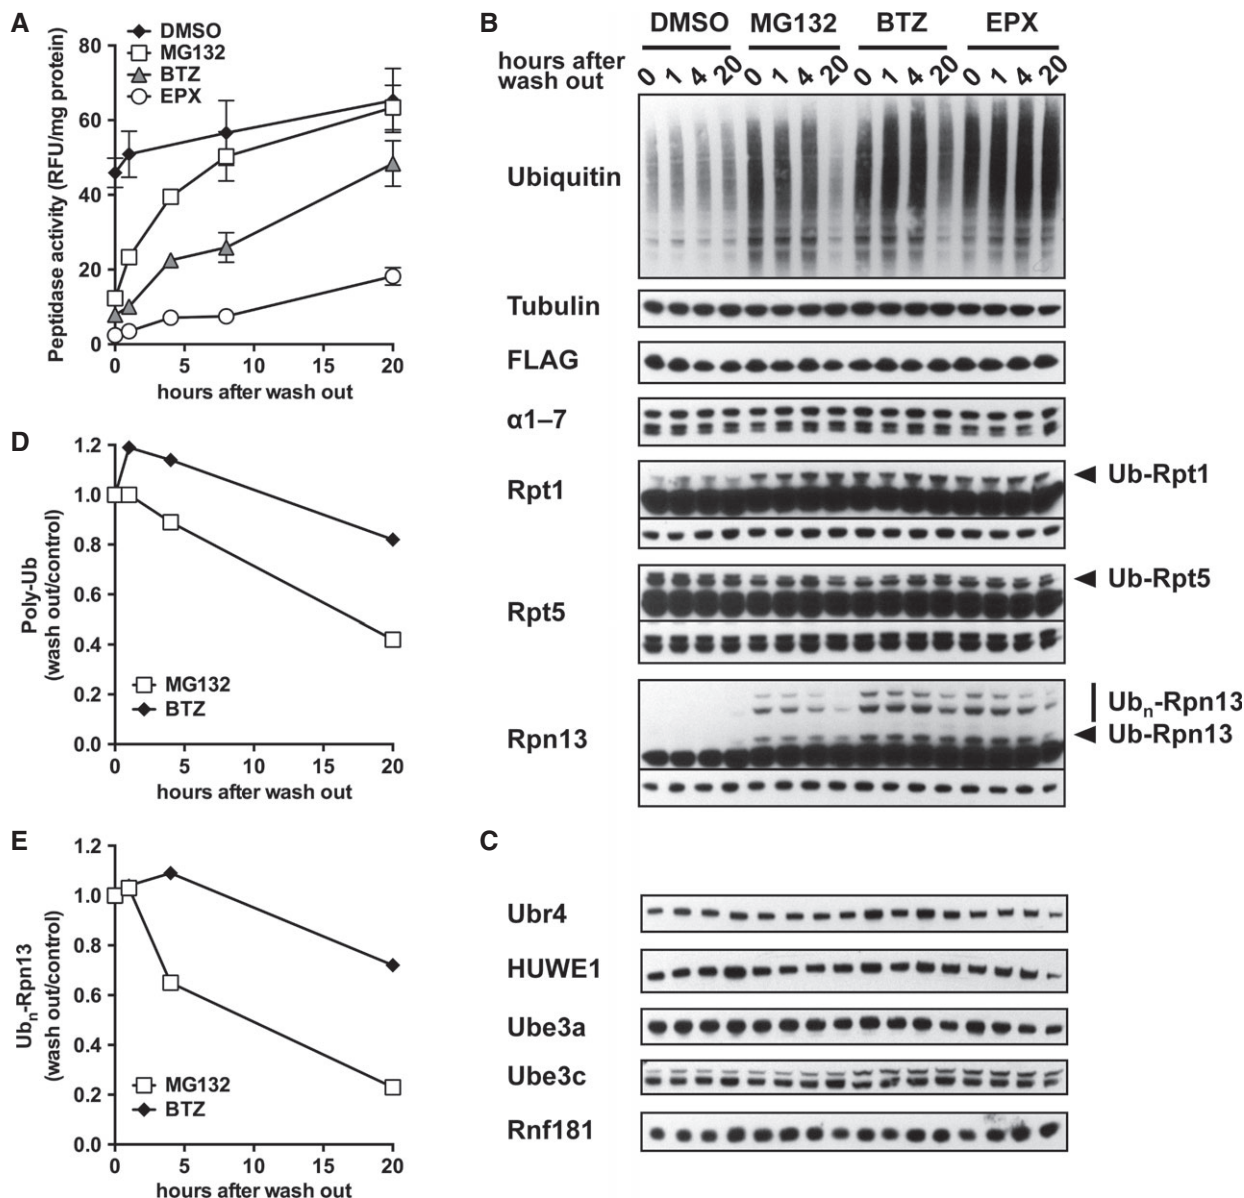 A
DMSO
MG132
BTZ
EPX
Peptidase activity (RFU/mg protein)
80
60
40
20
0
0 5 10 15 20
hours after wash out
B
DMSO MG132 BTZ EPX
hours after
wash out
0 1 4 20 0 1 4 20 0 1 4 20 0 1 4 20
Ubiquitin
Tubulin
FLAG
α1–7
Rpt1
Ub-Rpt1
Rpt5
Ub-Rpt5
Rpn13
Ubn-Rpn13
Ub-Rpn13
D
Poly-Ub
(wash out/control)
1.2
1.0
0.8
0.6
0.4
0.2
0.0
MG132
BTZ
0 5 10 15 20
hours after wash out
E
Ubn-Rpn13
(wash out/control)
1.2
1.0
0.8
0.6
0.4
0.2
0.0
MG132
BTZ
0 5 10 15 20
hours after wash out
C
Ubr4
HUWE1
Ube3a
Ube3c
Rnf181